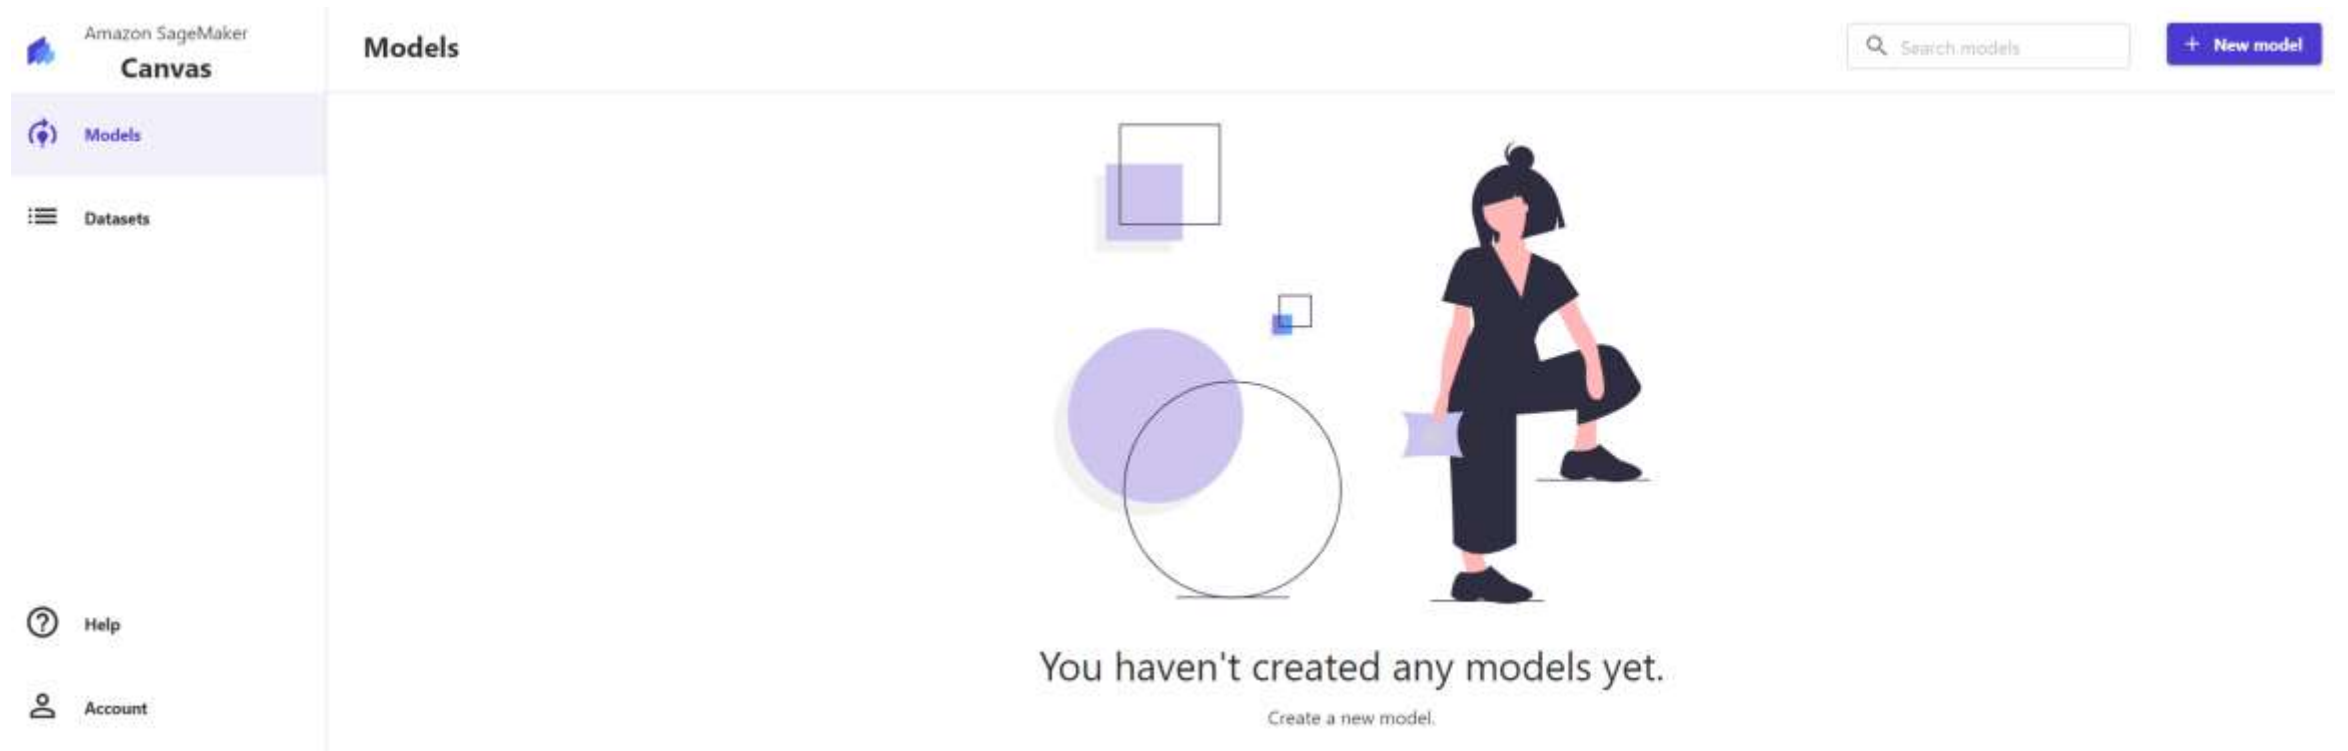 Amazon SageMaker
Canvas
Models
Search models
+ New model
Models
Datasets
Help
Account
You haven't created any models yet.
Create a new model.